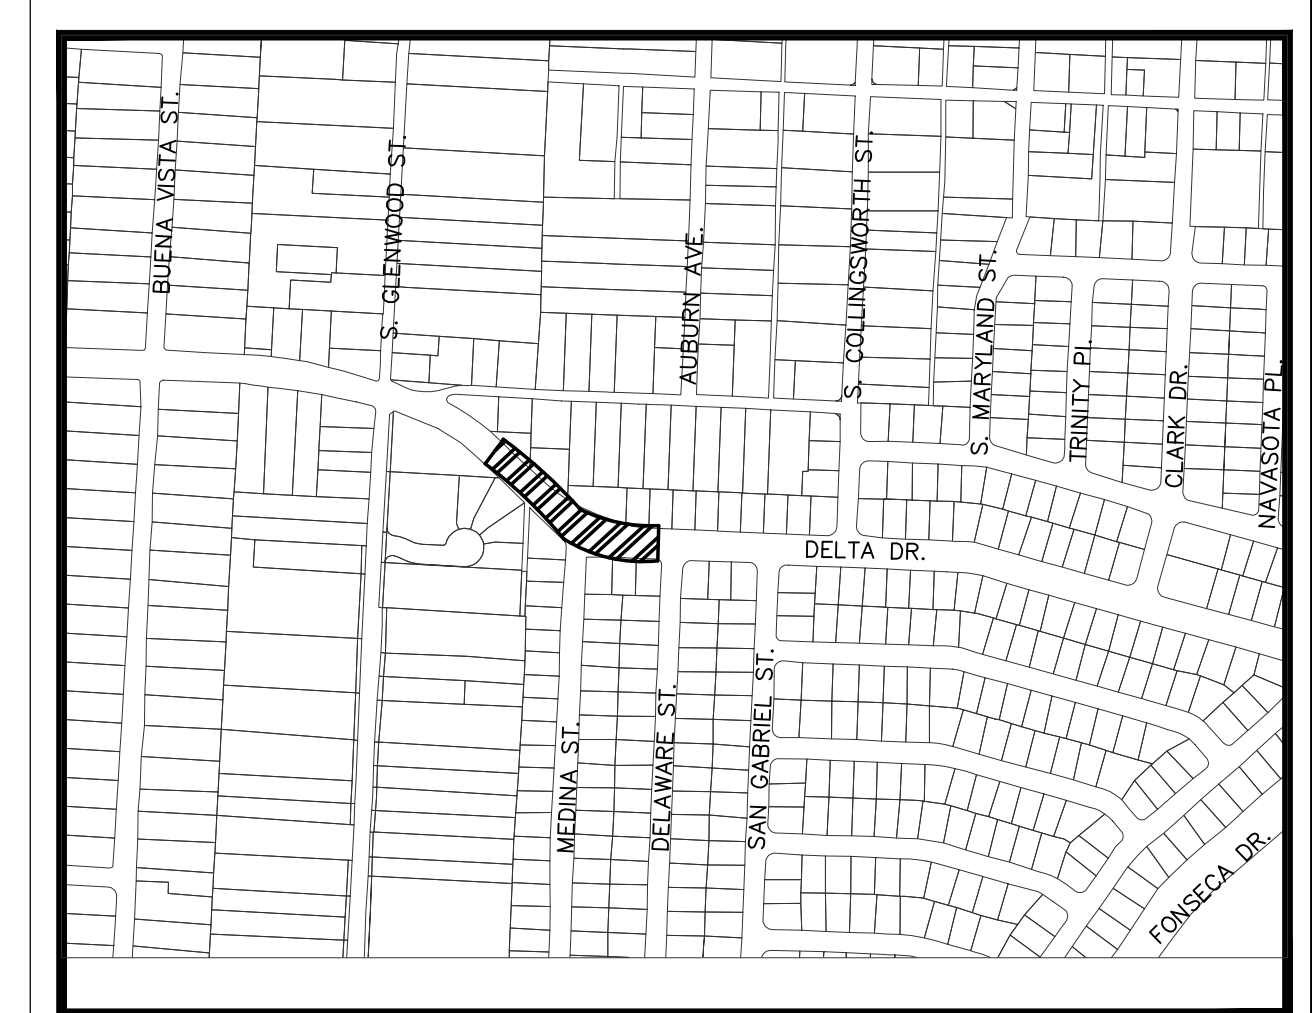 BUENA VISTA ST.
S. GLENWOOD ST.
AUBURN AVE.
S. COLLINGSWORTH ST.
S. MARYLAND ST.
TRINITY Pl.
CLARK DR.
NAVASOTA PL.
DELTA DR.
MEDINA ST.
DELAWARE ST.
SAN GABRIEL ST.
FONSECA DR.